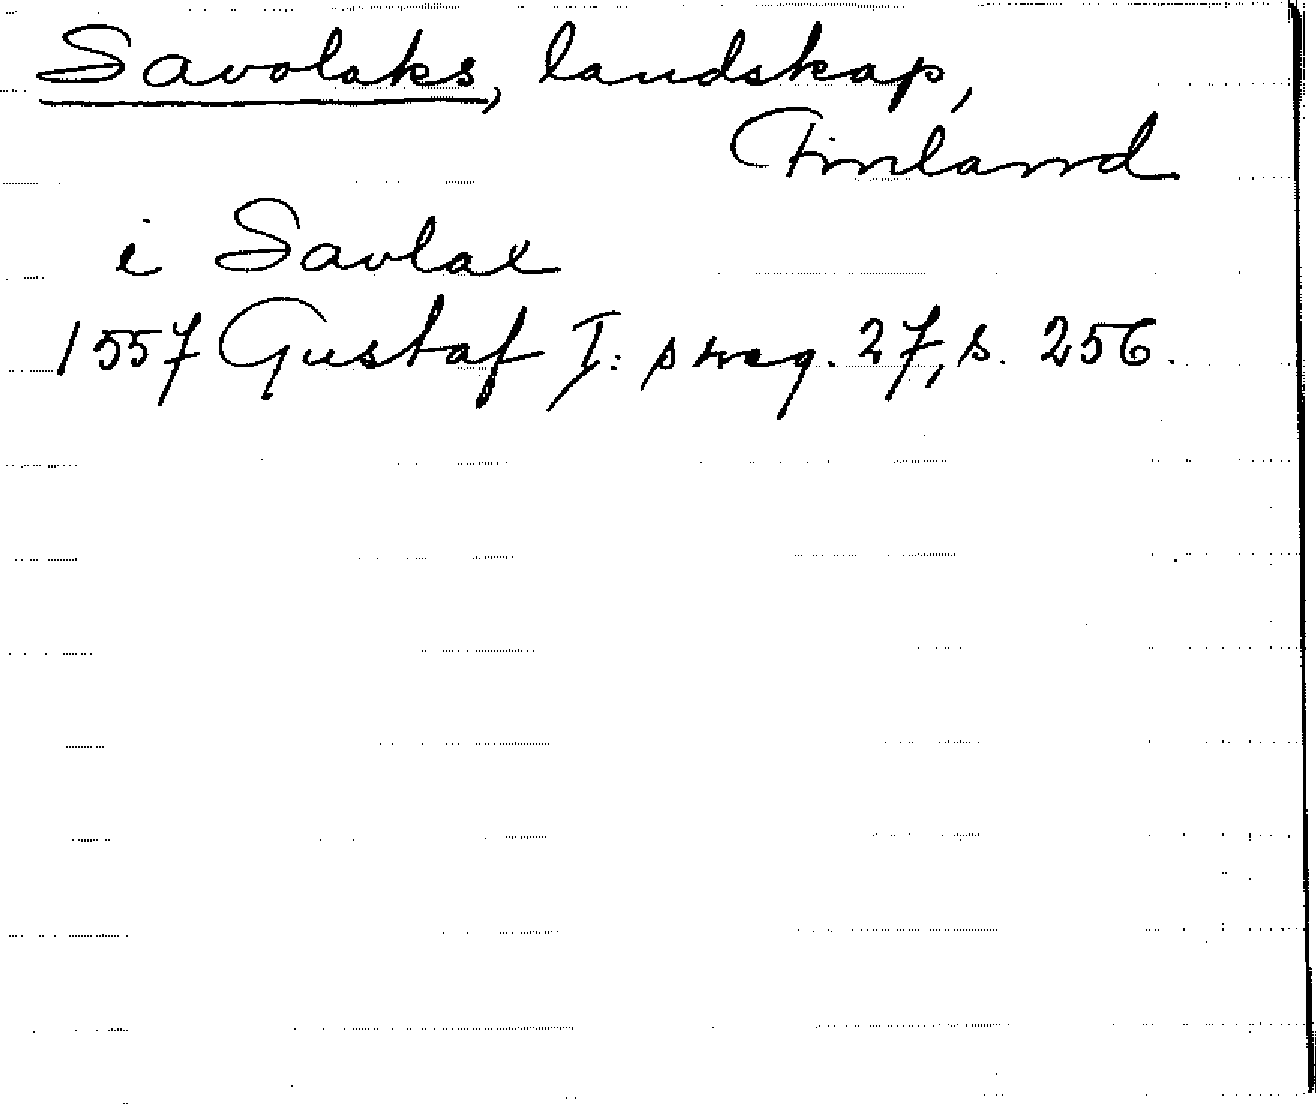 Savolaks, landskap,
Finland
i Savlax
1557 Gustaf I:s reg. 27, s. 256.